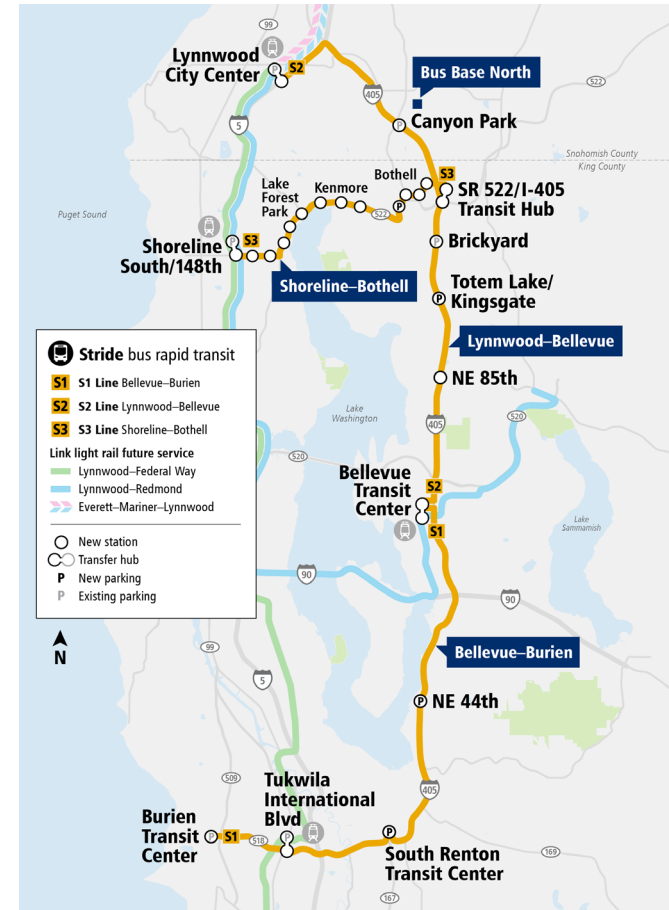 99
Lynnwood
City Center
P
S2
Bus Base North
405
522
5
P
Canyon Park
Snohomish County
King County
Bothell
S3
Lake
Forest
Park
Kenmore
SR 522/I-405
Transit Hub
P
522
Puget Sound
P
S3
Shoreline
South/148th
P
Brickyard
Shoreline–Bothell
P
Totem Lake/
Kingsgate
Stride bus rapid transit
Lynnwood–Bellevue
S1
S1 Line Bellevue–Burien
S2
S2 Line Lynnwood–Bellevue
S3
S3 Line Shoreline–Bothell
NE 85th
Lake
Washington
405
520
Link light rail future service
Lynnwood–Federal Way
Lynnwood–Redmond
Everett–Mariner–Lynnwood
520
Bellevue
Transit
Center
S2
S1
Lake
Sammamish
New station
Transfer hub
P
New parking
P
Existing parking
90
90
N
99
Bellevue–Burien
5
P
NE 44th
509
Tukwila
International
Blvd
405
Burien
Transit
Center
P
S1
518
P
P
South Renton
Transit Center
169
167